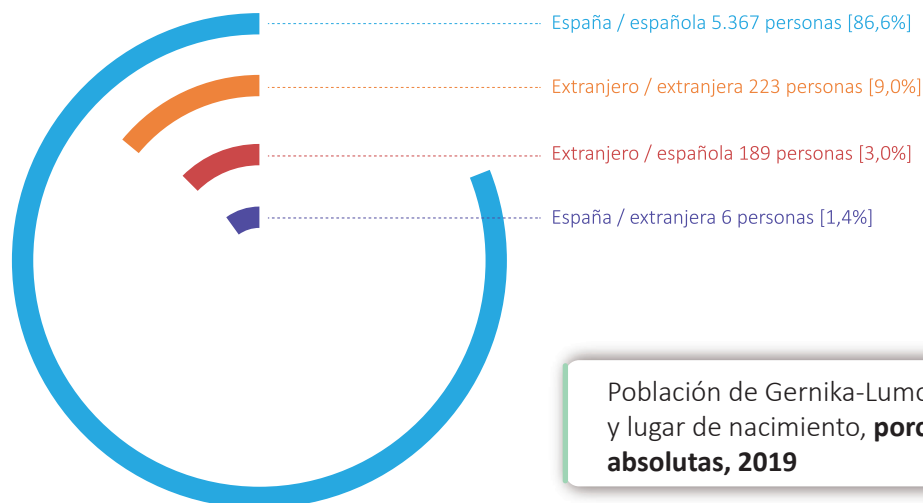 España / española 5.367 personas [86,6%]
Extranjero / extranjera 223 personas [9,0%]
Extranjero / española 189 personas [3,0%]
España / extranjera 6 personas [1,4%]
Población de Gernika-Lumo
y lugar de nacimiento,
absolutas, 2019